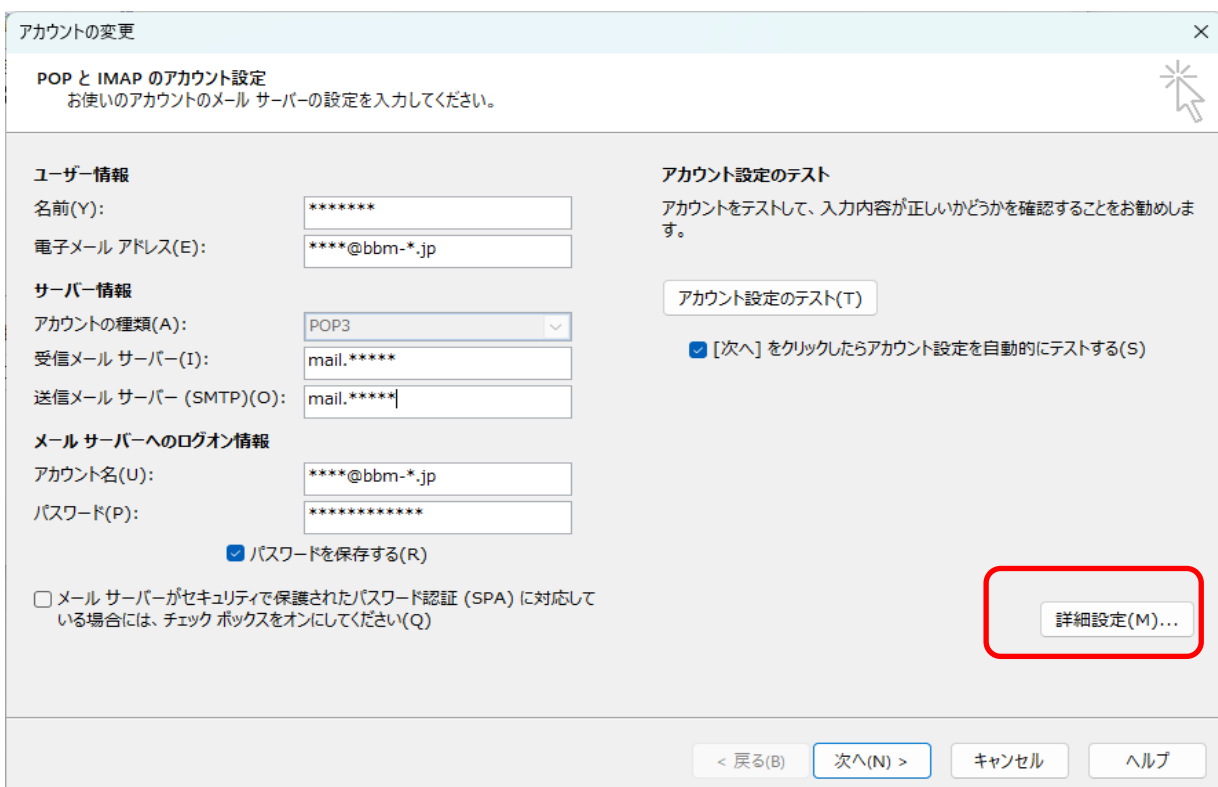 アカウントの変更
POP と IMAP のアカウント設定
お使いのアカウントのメール サーバーの設定を入力してください。
ユーザー情報
名前(Y):
*******
電子メール アドレス(E):
****@bbm-*.jp
サーバー情報
アカウントの種類(A):
POP3
受信メール サーバー(I):
mail.*****
送信メール サーバー (SMTP)(O):
mail.*****
メール サーバーへのログオン情報
アカウント名(U):
****@bbm-*.jp
パスワード(P):
************
パスワードを保存する(R)
メール サーバーがセキュリティで保護されたパスワード認証 (SPA) に対応して
いる場合には、チェック ボックスをオンにしてください(Q)
アカウント設定のテスト
アカウントをテストして、入力内容が正しいかどうかを確認することをお勧めしま
す。
アカウント設定のテスト(T)
[次へ] をクリックしたらアカウント設定を自動的にテストする(S)
詳細設定(M)...
< 戻る(B)
次へ(N) >
キャンセル
ヘルプ